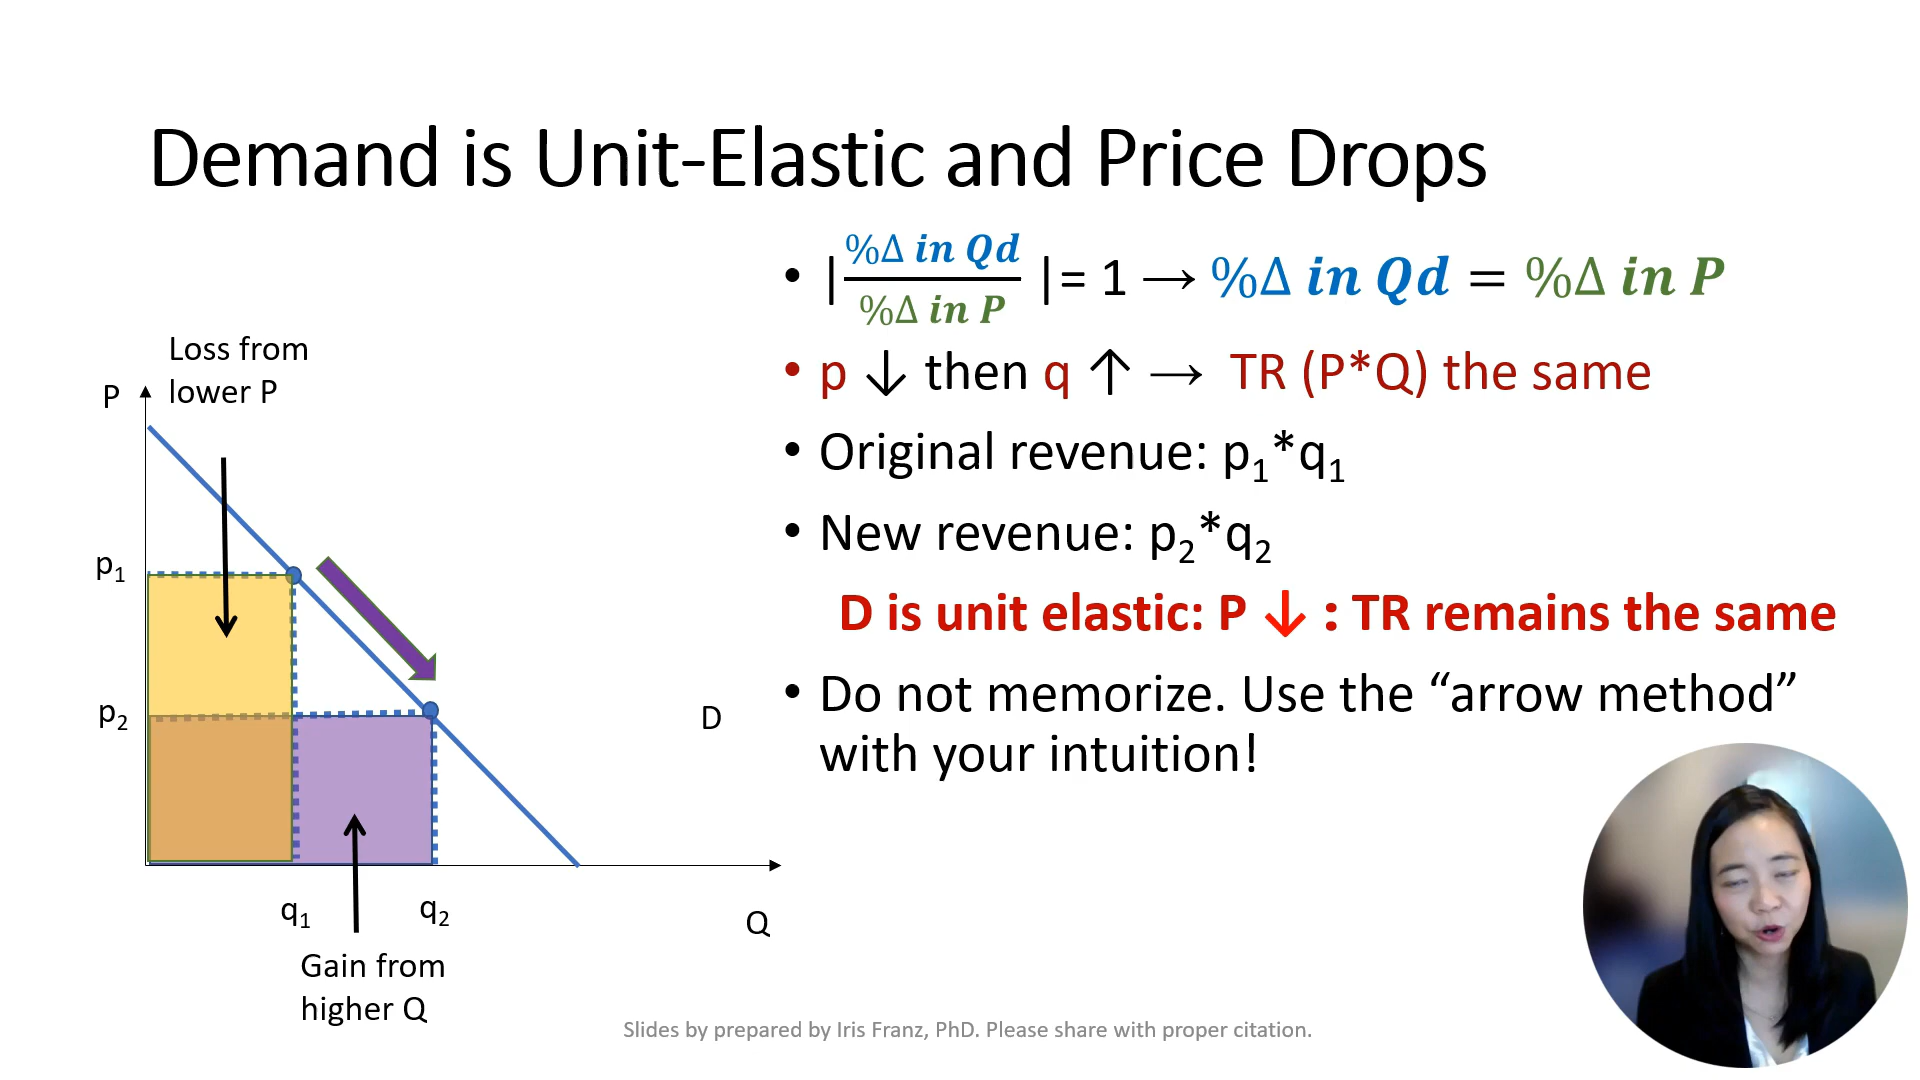 Demand is Unit-Elastic and Price Drops
• |%Δ in Qd / %Δ in P| = 1 → %Δ in Qd = %Δ in P
• p ↓ then q ↑ → TR (P*Q) the same
• Original revenue: p₁*q₁
• New revenue: p₂*q₂
D is unit elastic: P ↓ : TR remains the same
• Do not memorize. Use the “arrow method”
with your intuition!
Loss from
lower P
P
p₁
p₂
D
q₁
q₂
Q
Gain from
higher Q
Slides by prepared by Iris Franz, PhD. Please share with proper citation.